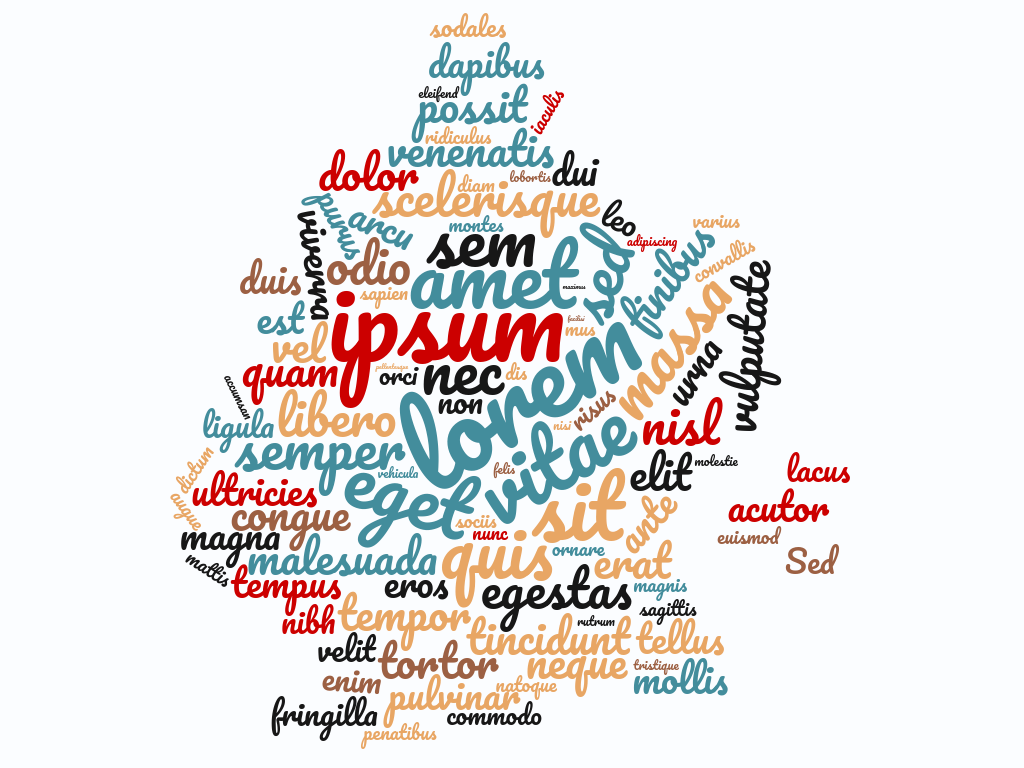 sodales
dapibus
eleifend
possit
iaculis
ridiculus
venenatis
dolor
diam
lobortis
dui
scelerisque
purus
arcu
viverra
montes
leo
varius
sem
adipiscing
odio
amet
sed
finibus
convallis
duis
sapien
maximus
massa
vulputate
est
ipsum
facilisi
mus
vel
lorem
urna
quam
pellentesque
orci
nec
dis
accumsan
non
risus
libero
nisi
nisl
ligula
vitae
semper
vehicula
felis
elit
molestie
lacus
dictum
ultricies
eget
sit
ante
acutor
augue
congue
sociis
nunc
euismod
magna
malesuada
quis
ornare
erat
Sed
mattis
tempus
eros
egestas
magnis
sagittis
nibh
tempor
rutrum
tincidunt
tellus
velit
tortor
neque
tristique
enim
natoque
mollis
pulvinar
fringilla
commodo
penatibus